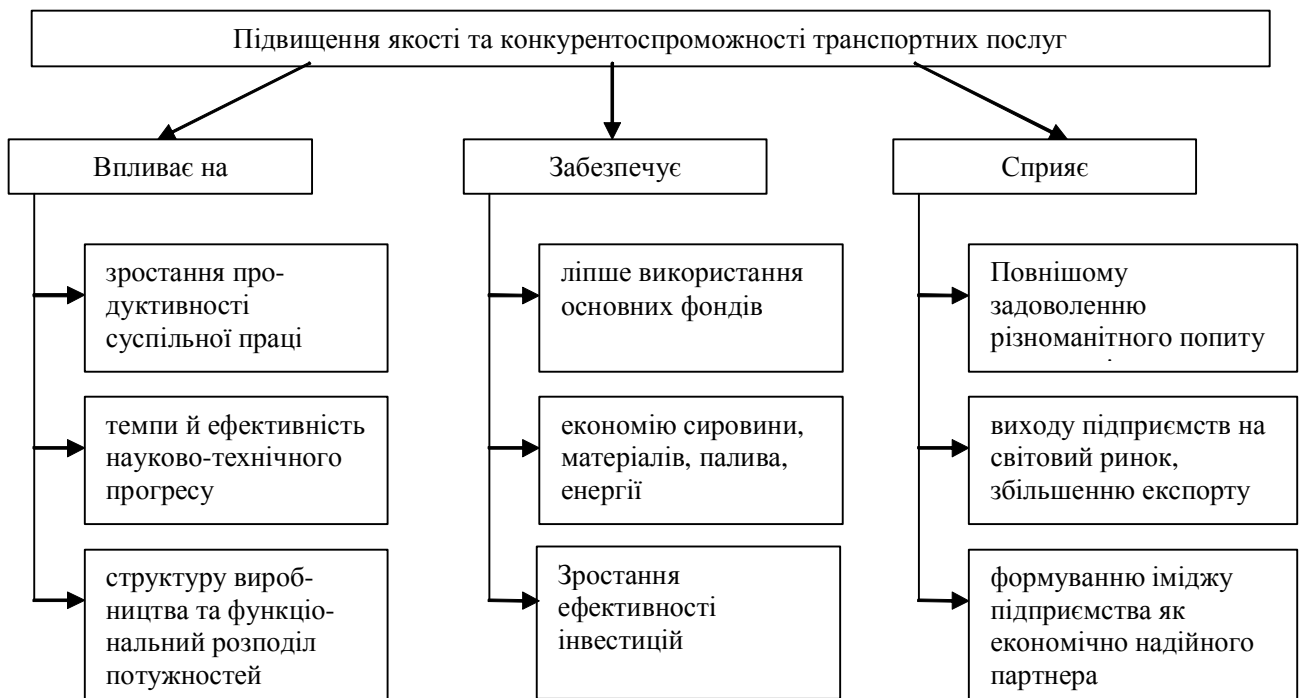 Підвищення якості та конкурентоспроможності транспортних послуг
Впливає на
Забезпечує
Сприяє
зростання про-
дуктивності
суспільної праці
ліпше використання
основних фондів
Повнішому
задоволенню
різноманітного попиту
темпи й ефективність
науково-технічного
прогресу
економію сировини,
матеріалів, палива,
енергії
виходу підприємств на
світовий ринок,
збільшенню експорту
структуру вироб-
ництва та функціо-
нальний розподіл
потужностей
Зростання
ефективності
інвестицій
формуванню іміджу
підприємства як
економічно надійного
партнера